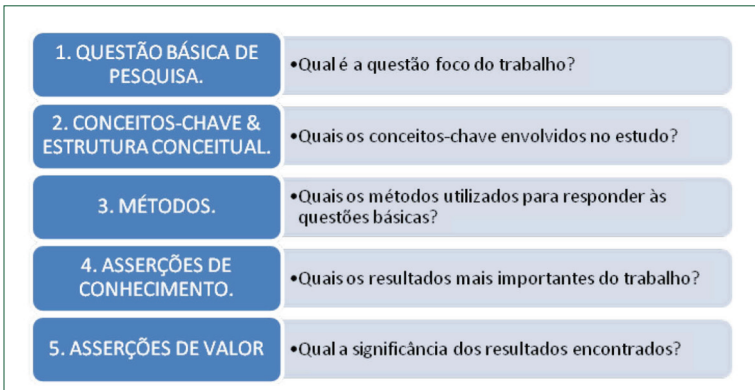 1. QUESTÃO BÁSICA DE
PESQUISA.
•Qual é a questão foco do trabalho?
2. CONCEITOS-CHAVE &
ESTRUTURA CONCEITUAL.
•Quais os conceitos-chave envolvidos no estudo?
3. MÉTODOS.
•Quais os métodos utilizados para responder às
questões básicas?
4. ASSERÇÕES DE
CONHECIMENTO.
•Quais os resultados mais importantes do trabalho?
5. ASSERÇÕES DE VALOR
•Qual a significância dos resultados encontrados?